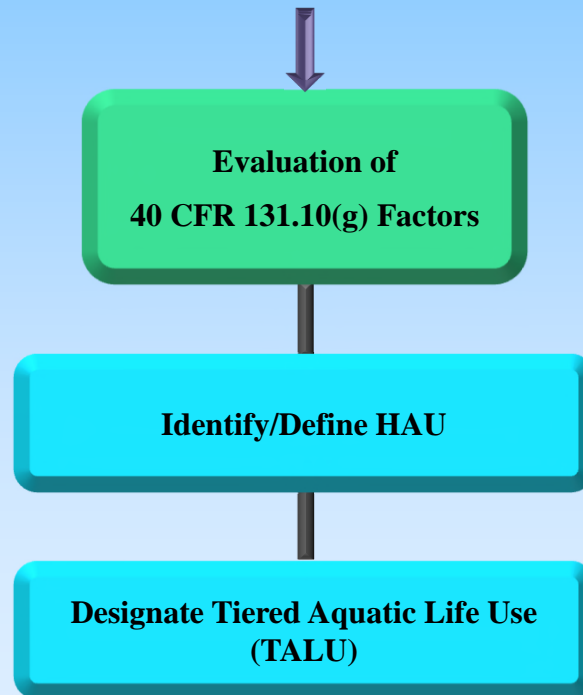 Evaluation of
40 CFR 131.10(g) Factors
Identify/Define HAU
Designate Tiered Aquatic Life Use
(TALU)